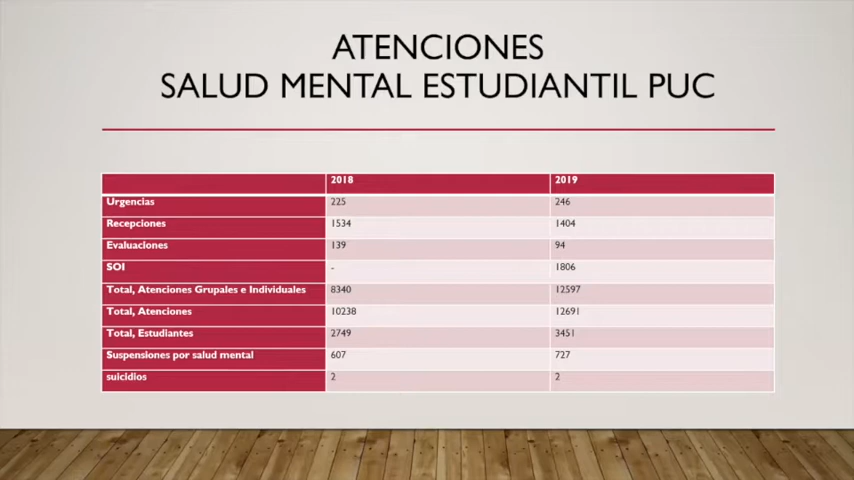 ATENCIONES
SALUD MENTAL ESTUDIANTIL PUC
2018 2019
Urgencias 225 246
Recepciones 1534 1404
Evaluaciones 139 94
SOI - 1806
Total, Atenciones Grupales e Individuales 8340 12597
Total, Atenciones 10238 12691
Total, Estudiantes 2749 3451
Suspensiones por salud mental 607 727
suicidios 2 2